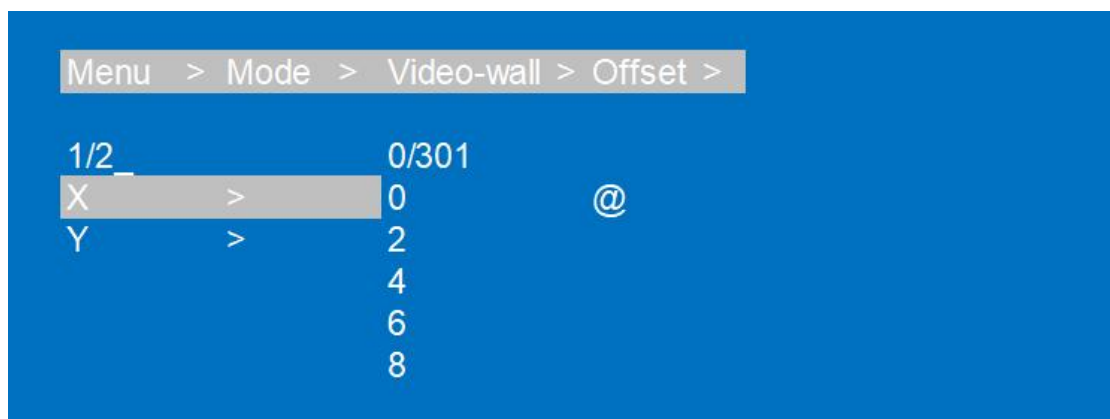 Menu > Mode > Video-wall > Offset >
1/2_ 0/301
X > 0 @
Y > 2
4
6
8